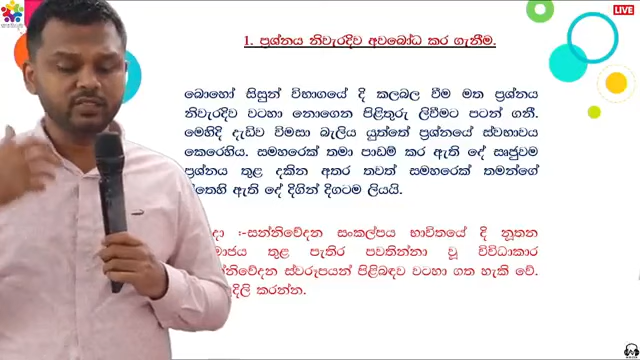 LIVE
1. ප්‍රශ්නය නිවැරදිව අවබෝධ කර ගැනීම.
බොහෝ සිසුන් විභාගයේ දි කලබල වීම මත ප්‍රශ්නය
නිවැරදිව වටහා නොගෙන පිළිතුරු ලිවීමට පටන් ගනී.
මෙහිදි දැඩිව විමසා බැලිය යුත්තේ ප්‍රශ්නයේ ස්වභාවය
කෙරෙහිය. සමහරෙක් තමා පාඩම් කර ඇති දේ සෘජුවම
ප්‍රශ්නය තුළ දකින අතර තවත් සමහරෙක් තමන්ගේ
ඇති දේ දිගින් දිගටම ලියයි.
:-සන්නිවේදන සංකල්පය භාවිතයේ දි නූතන
තුළ පැතිර පවතින්නා වූ විවිධාකාර
ස්වරූපයන් පිළිබඳව වටහා ගත හැකි වේ.
කරන්න.